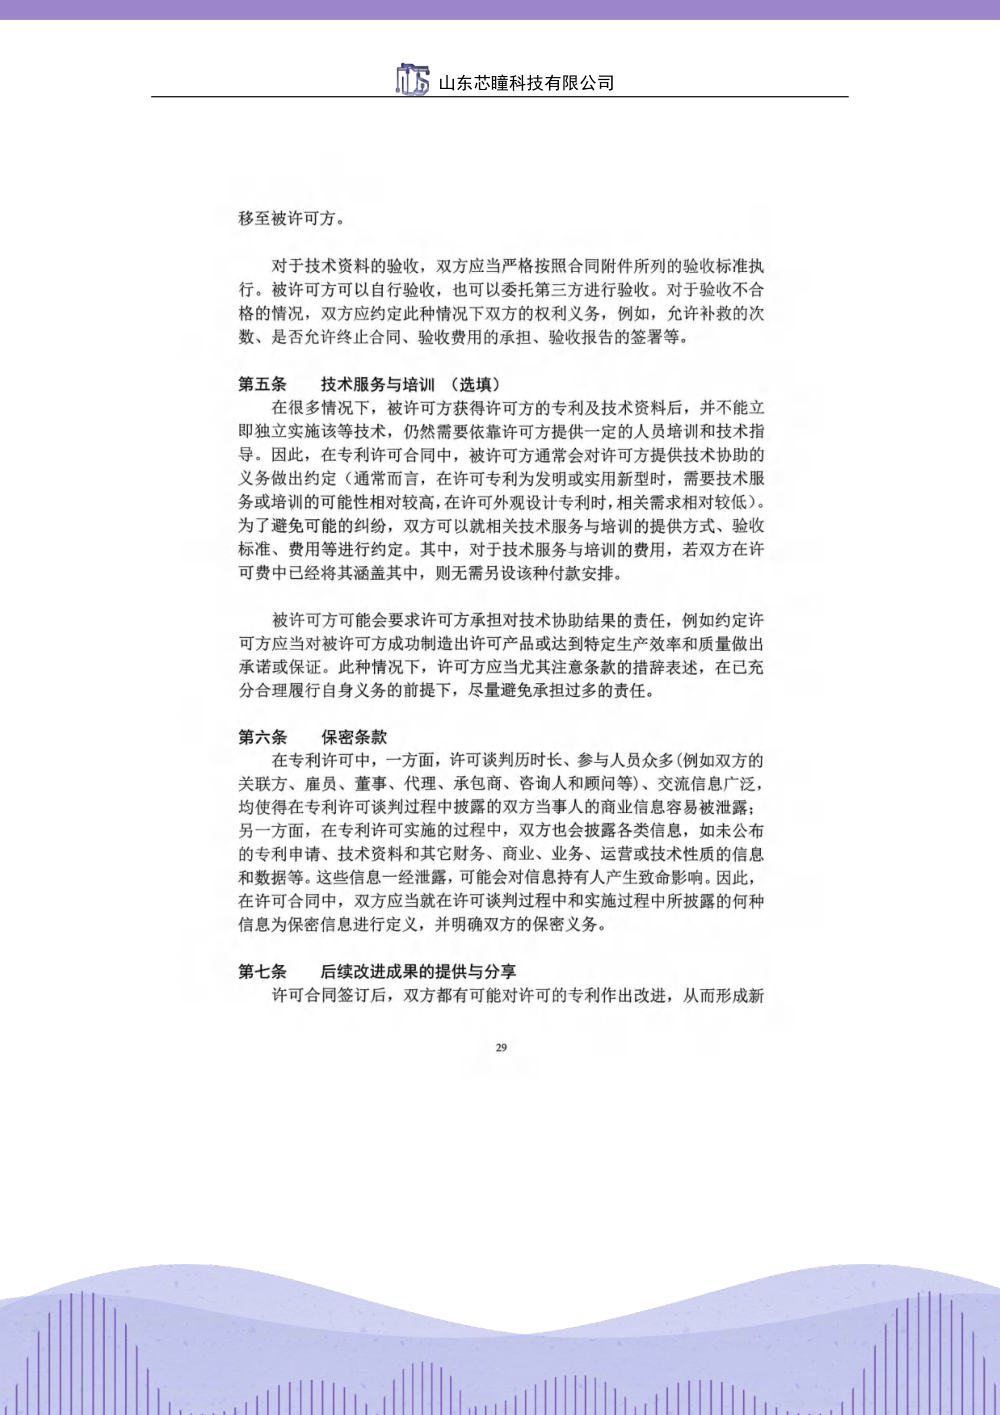 山东芯瞳科技有限公司
移至被许可方。
对于技术资料的验收，双方应当严格按照合同附件所列的验收标准执
行。被许可方可以自行验收，也可以委托第三方进行验收。对于验收不合
格的情况，双方应约定此种情况下双方的权利义务，例如，允许补救的次
数、是否允许终止合同、验收费用的承担、验收报告的签署等。
第五条 技术服务与培训 （选填）
在很多情况下，被许可方获得许可方的专利及技术资料后，并不能立
即独立实施该等技术，仍然需要依靠许可方提供一定的人员培训和技术指
导。因此，在专利许可合同中，被许可方通常会对许可方提供技术协助的
义务做出约定（通常而言，在许可专利为发明或实用新型时，需要技术服
务或培训的可能性相对较高，在许可外观设计专利时，相关需求相对较低）。
为了避免可能的纠纷，双方可以就相关技术服务与培训的提供方式、验收
标准、费用等进行约定。其中，对于技术服务与培训的费用，若双方在许
可费中已经将其涵盖其中，则无需另设该种付款安排。
被许可方可能会要求许可方承担对技术协助结果的责任，例如约定许
可方应当对被许可方成功制造出许可产品或达到特定生产效率和质量做出
承诺或保证。此种情况下，许可方应当尤其注意条款的措辞表述，在已充
分合理履行自身义务的前提下，尽量避免承担过多的责任。
第六条 保密条款
在专利许可中，一方面，许可谈判历时长、参与人员众多(例如双方的
关联方、雇员、董事、代理、承包商、咨询人和顾问等)、交流信息广泛，
均使得在专利许可谈判过程中披露的双方当事人的商业信息容易被泄露；
另一方面，在专利许可实施的过程中，双方也会披露各类信息，如未公布
的专利申请、技术资料和其它财务、商业、业务、运营或技术性质的信息
和数据等。这些信息一经泄露，可能会对信息持有人产生致命影响。因此，
在许可合同中，双方应当就在许可谈判过程中和实施过程中所披露的何种
信息为保密信息进行定义，并明确双方的保密义务。
第七条 后续改进成果的提供与分享
许可合同签订后，双方都有可能对许可的专利作出改进，从而形成新
29